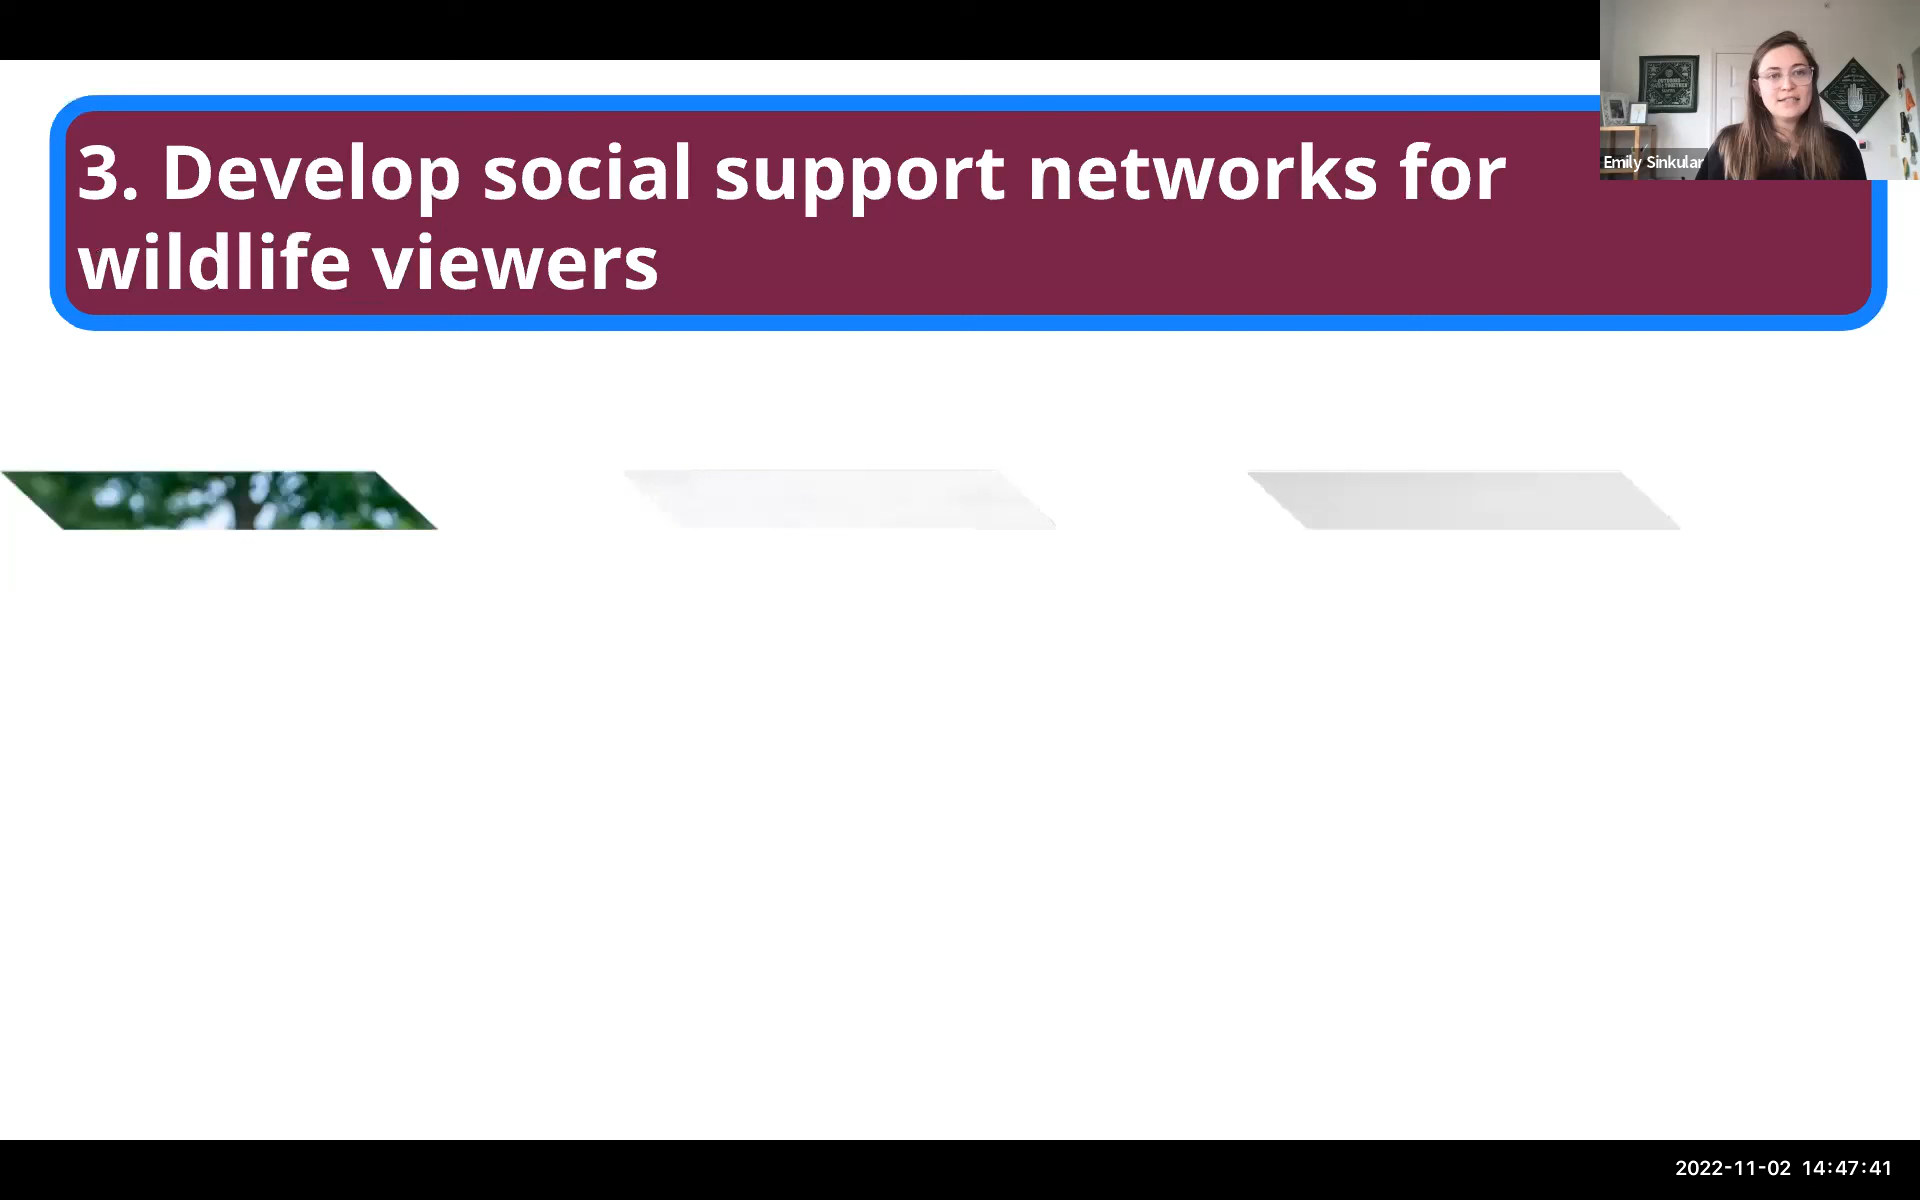 3. Develop social support networks for
wildlife viewers
Emily Sinkular
2022-11-02 14:47:41